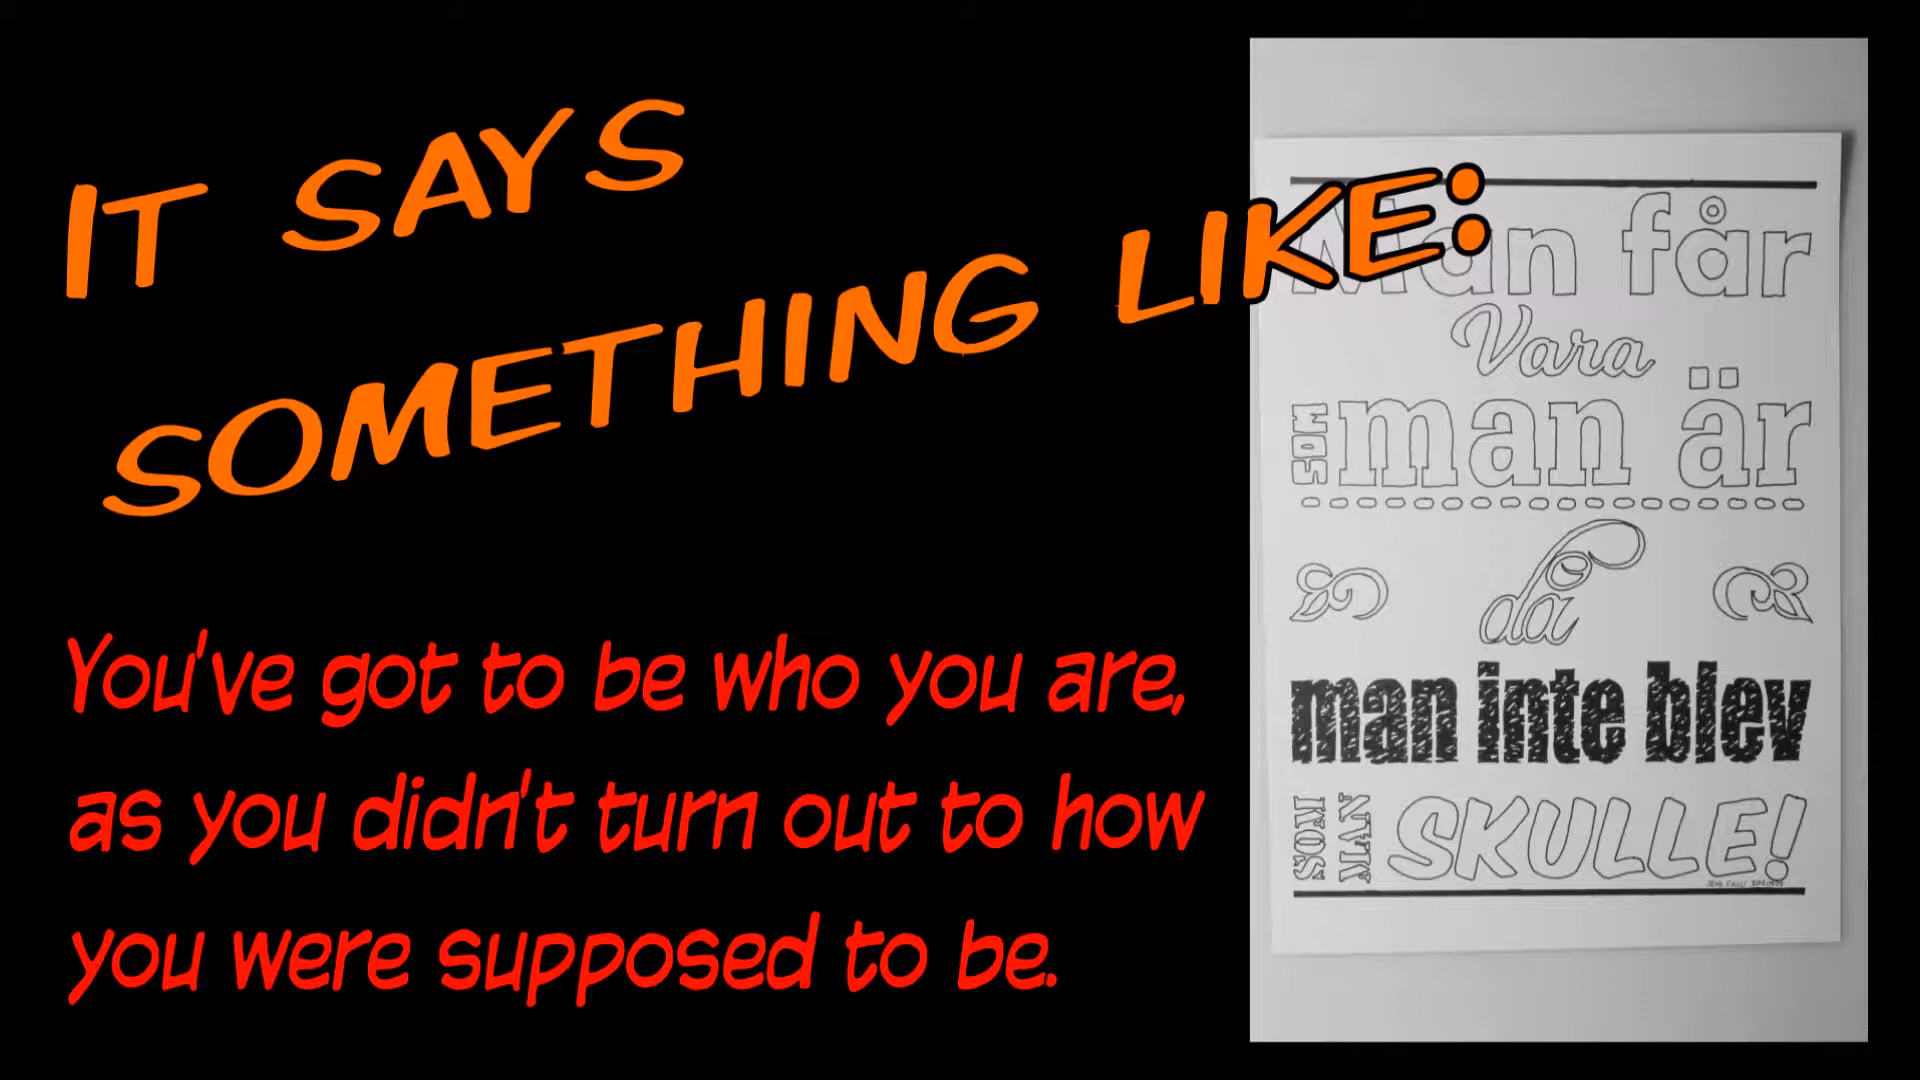 IT SAYS
SOMETHING LIKE:
You've got to be who you are,
as you didn't turn out to how
you were supposed to be.
Man får
Vara
SOM man är
då
man inte blev
SOM MAN SKULLE!